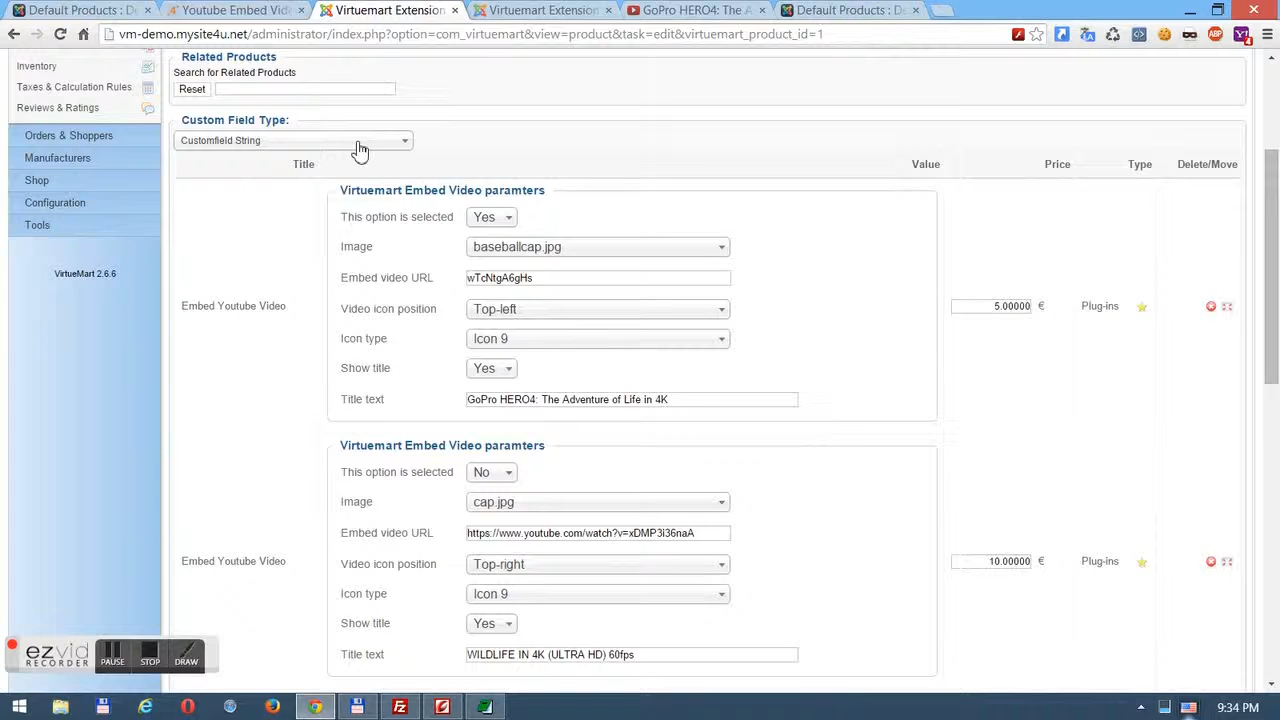 Default Products : De
Youtube Embed Video
Virtuemart Extension
Virtuemart Extension
GoPro HERO4: The A
Default Products : De
vm-demo.mysite4u.net/administrator/index.php?option=com_virtuemart&view=product&task=edit&virtuemart_product_id=1
Related Products
Search for Related Products
Reset
Inventory
Taxes & Calculation Rules
Reviews & Ratings
Orders & Shoppers
Manufacturers
Shop
Configuration
Tools
VirtueMart 2.6.6
Custom Field Type:
Customfield String
Title Value Price Type Delete/Move
Virtuemart Embed Video paramters
This option is selected Yes
Image baseballcap.jpg
Embed video URL wTcNtgA6gHs
Embed Youtube Video
Video icon position Top-left
5.00000 € Plug-ins
Icon type Icon 9
Show title Yes
Title text GoPro HERO4: The Adventure of Life in 4K
Virtuemart Embed Video paramters
This option is selected No
Image cap.jpg
Embed video URL https://www.youtube.com/watch?v=xDMP3i36naA
Embed Youtube Video
Video icon position Top-right
10.00000 € Plug-ins
Icon type Icon 9
Show title Yes
Title text WILDLIFE IN 4K (ULTRA HD) 60fps
ezvid
RECORDER
PAUSE STOP DRAW
9:34 PM